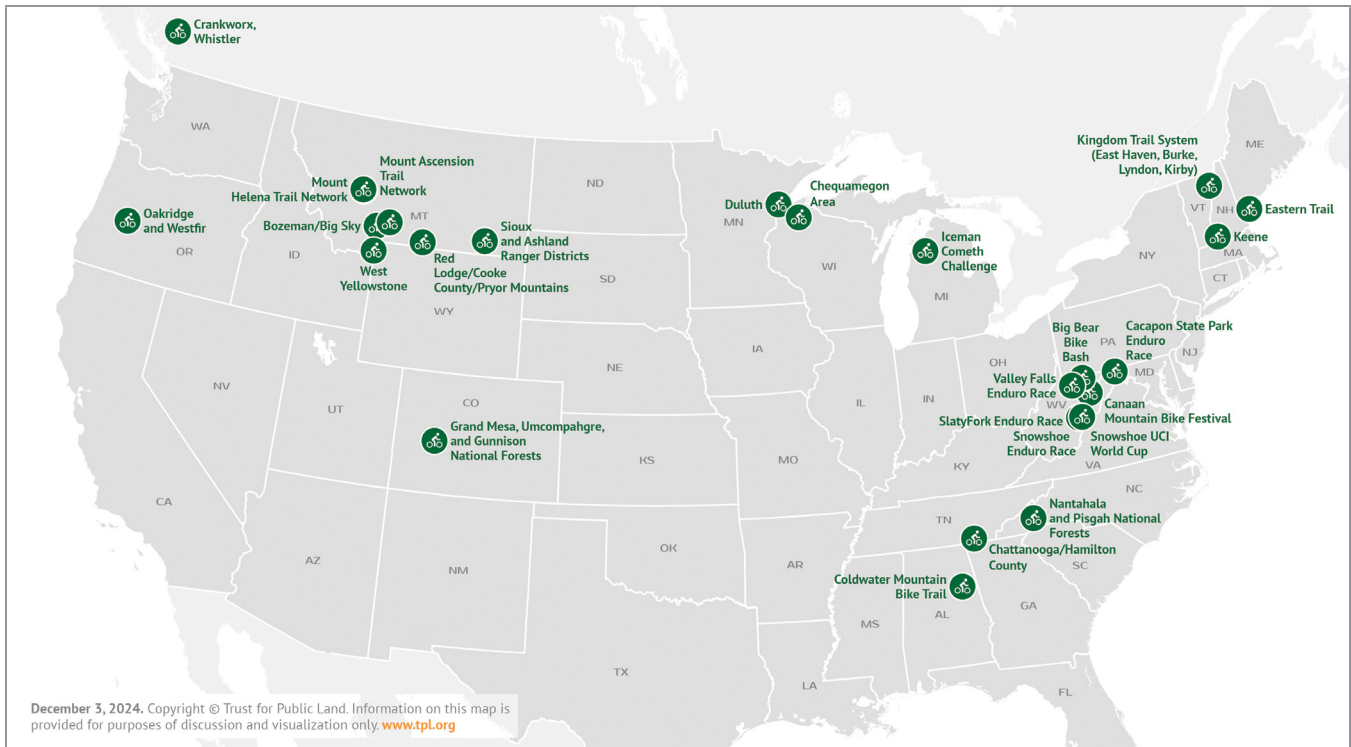 Crankworx,
Whistler
WA
Mount Ascension
Trail
Network
Mount
Helena Trail Network
MT
ND
Duluth
MN
Chequamegon
Area
Kingdom Trail System
(East Haven, Burke,
Lyndon, Kirby)
ME
VT
NH
Eastern Trail
Oakridge
and Westfir
OR
ID
Bozeman/Big Sky
Sioux
and Ashland
Ranger Districts
West
Yellowstone
Red
Lodge/Cooke
County/Pryor Mountains
SD
WI
Iceman
Cometh
Challenge
MI
NY
Keene
MA
CT
WY
NE
IA
Big Bear
Bike
Bash
Cacapon State Park
Enduro
Race
PA
NJ
OH
MD
Valley Falls
Enduro Race
NV
UT
CO
IL
IN
WV
Canaan
Mountain Bike Festival
SlatyFork Enduro Race
Snowshoe
Enduro Race
Snowshoe UCI
World Cup
VA
Grand Mesa, Umcompahgre,
and Gunnison
National Forests
KS
MO
KY
CA
NC
Nantahala
and Pisgah National
Forests
TN
Chattanooga/Hamilton
County
AZ
NM
OK
AR
SC
Coldwater Mountain
Bike Trail
MS
AL
GA
TX
LA
FL
December 3, 2024. Copyright © Trust for Public Land. Information on this map is
provided for purposes of discussion and visualization only. www.tpl.org